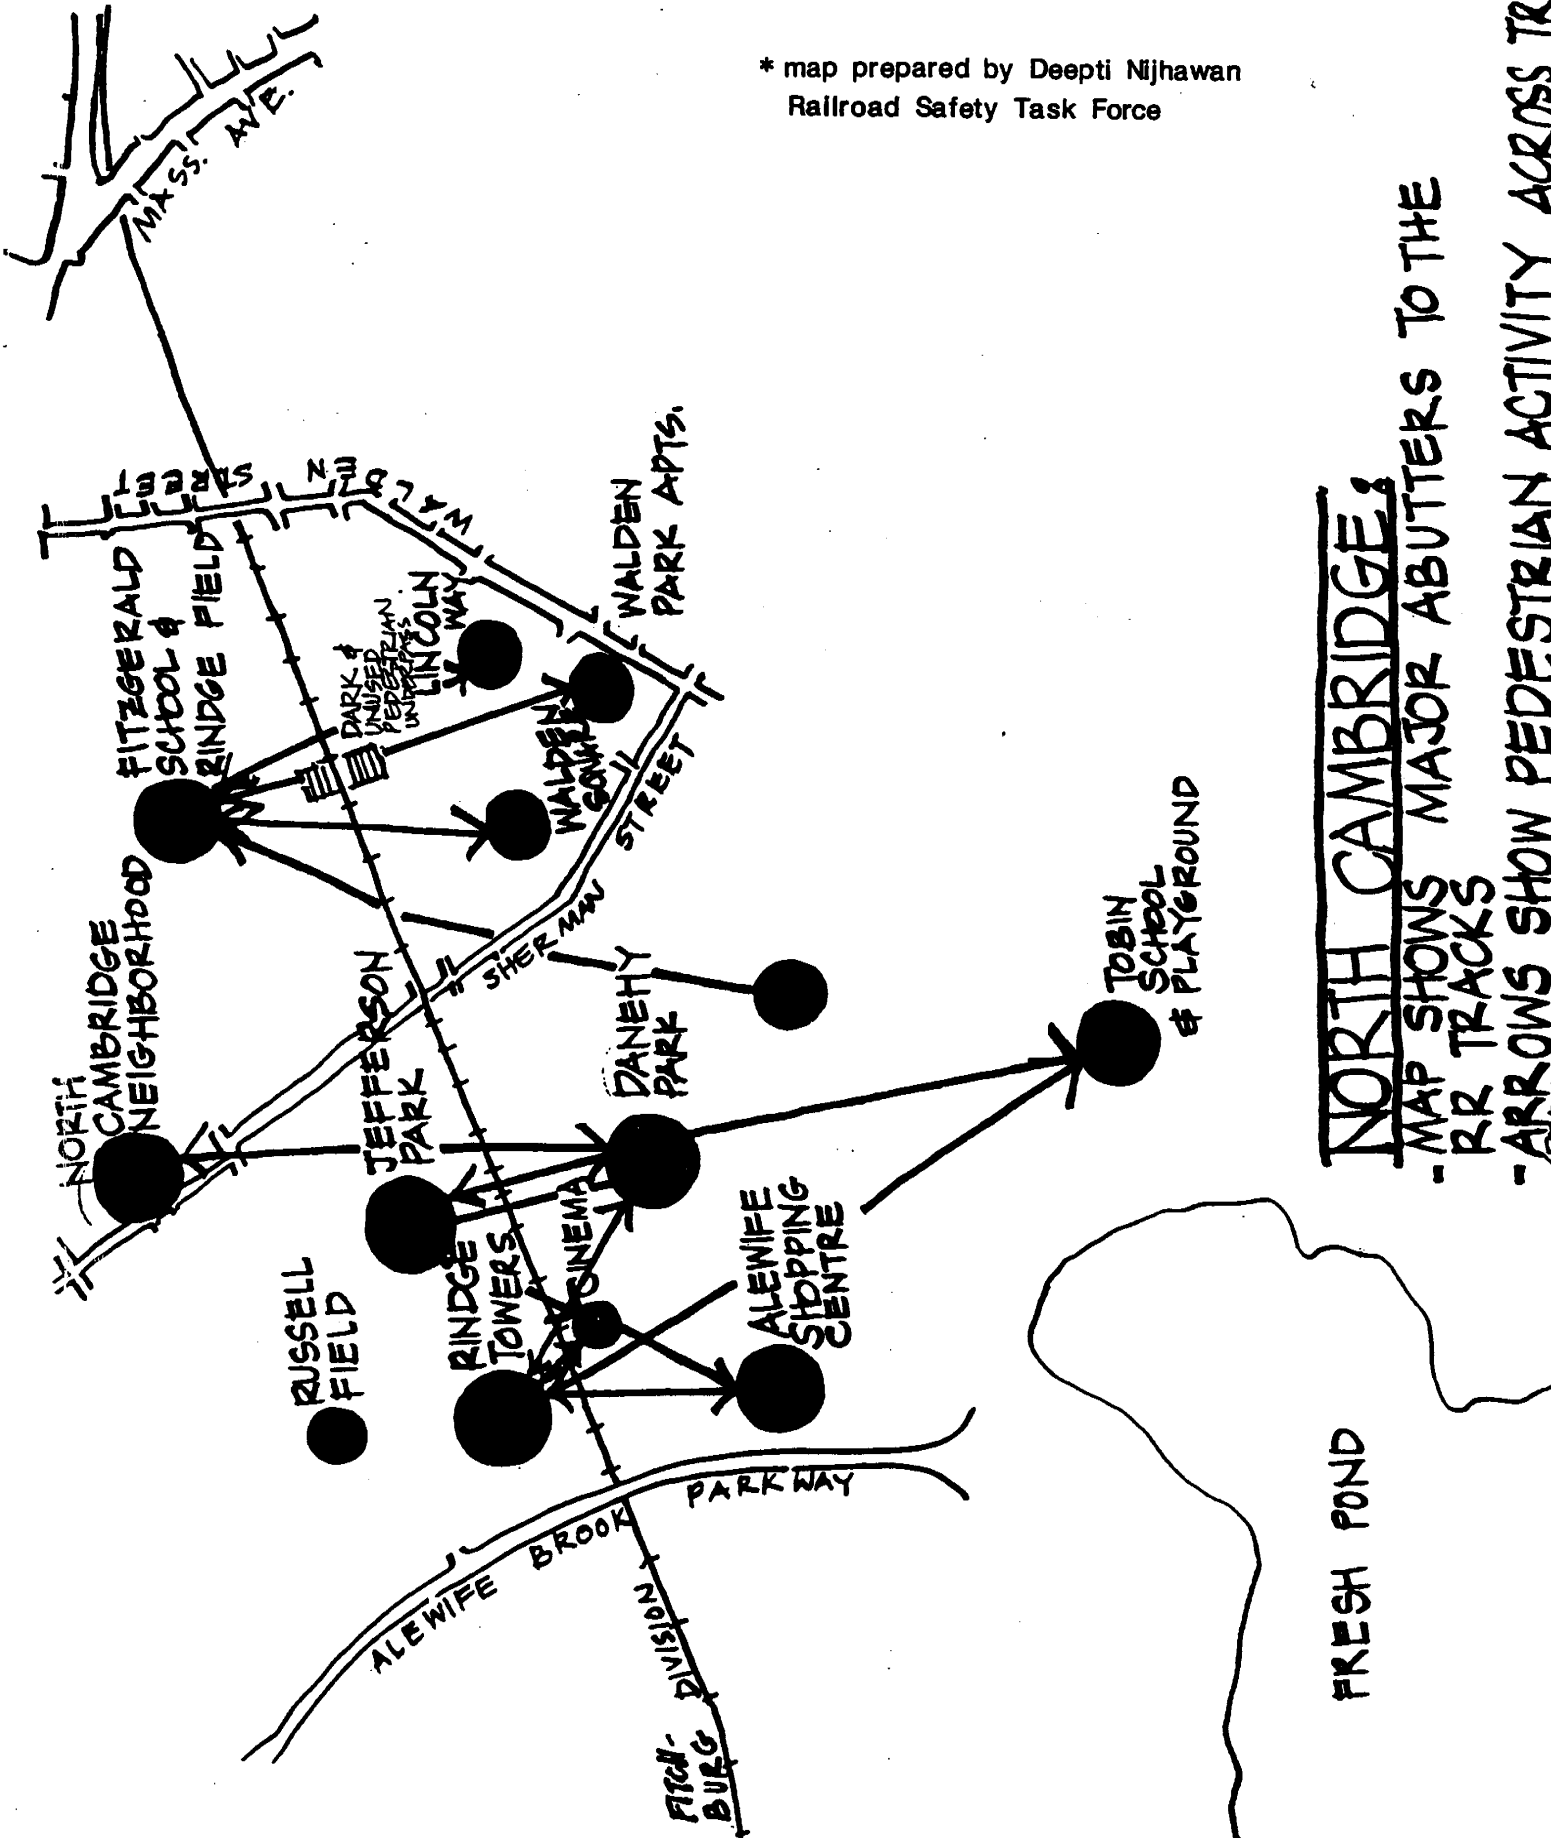 * map prepared by Deepti Nijhawan
Railroad Safety Task Force
MASS. AVE.
WALDEN STREET
FITZGERALD
SCHOOL &
RINDGE FIELD
DARK &
UNUSED
PEDESTRIAN
UNDERPASS
LINCOLN
WAY
WALDEN
PARK APTS.
WALDEN
SQUARE
SHERMAN STREET
NORTH
CAMBRIDGE
NEIGHBORHOOD
JEFFERSON
PARK
DANEHY
PARK
TOBIN
SCHOOL
& PLAYGROUND
RUSSELL
FIELD
RINDGE
TOWERS
CINEMA
ALEWIFE
SHOPPING
CENTRE
ALEWIFE BROOK PARKWAY
FITCH-
BURG DIVISION
FRESH POND
NORTH CAMBRIDGE:
- MAP SHOWS MAJOR ABUTTERS TO THE
RR TRACKS
- ARROWS SHOW PEDESTRIAN ACTIVITY ACROSS